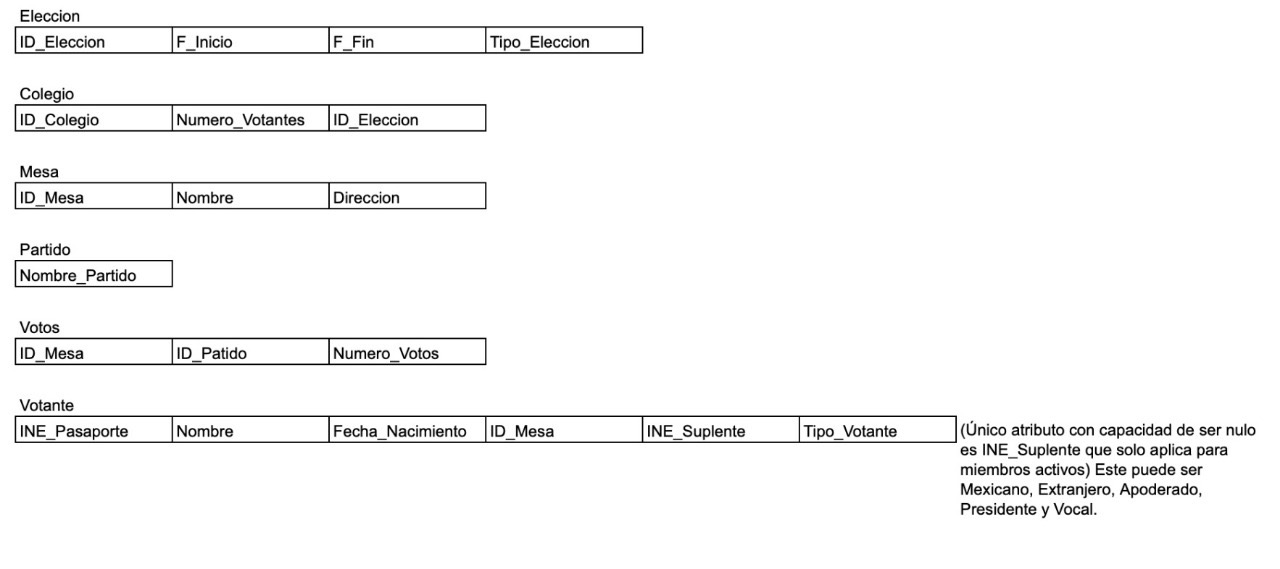 Eleccion
ID_Eleccion F_Inicio F_Fin Tipo_Eleccion
Colegio
ID_Colegio Numero_Votantes ID_Eleccion
Mesa
ID_Mesa Nombre Direccion
Partido
Nombre_Partido
Votos
ID_Mesa ID_Patido Numero_Votos
Votante
INE_Pasaporte Nombre Fecha_Nacimiento ID_Mesa INE_Suplente Tipo_Votante
(Único atributo con capacidad de ser nulo
es INE_Suplente que solo aplica para
miembros activos) Este puede ser
Mexicano, Extranjero, Apoderado,
Presidente y Vocal.